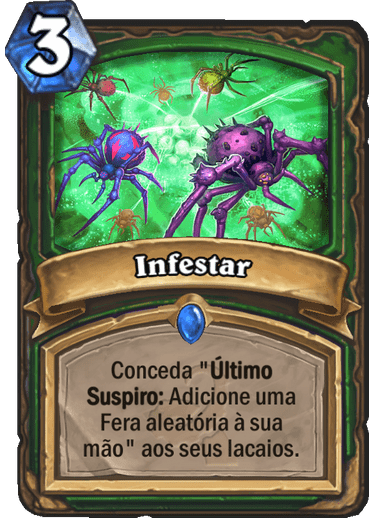 3
Infestar
Conceda "Último
Suspiro: Adicione uma
Fera aleatória à sua
mão" aos seus lacaios.